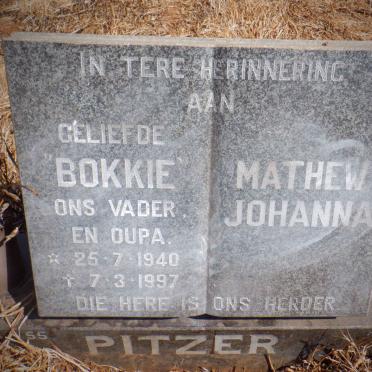 IN TERE HERINNERING
AAN
GELIEFDE
"BOKKIE"
ONS VADER.
EN OUPA.
* 25-7-1940
† 7-3-1997
MATHEW
JOHANNA
DIE HERE IS ONS HERDER
PITZER